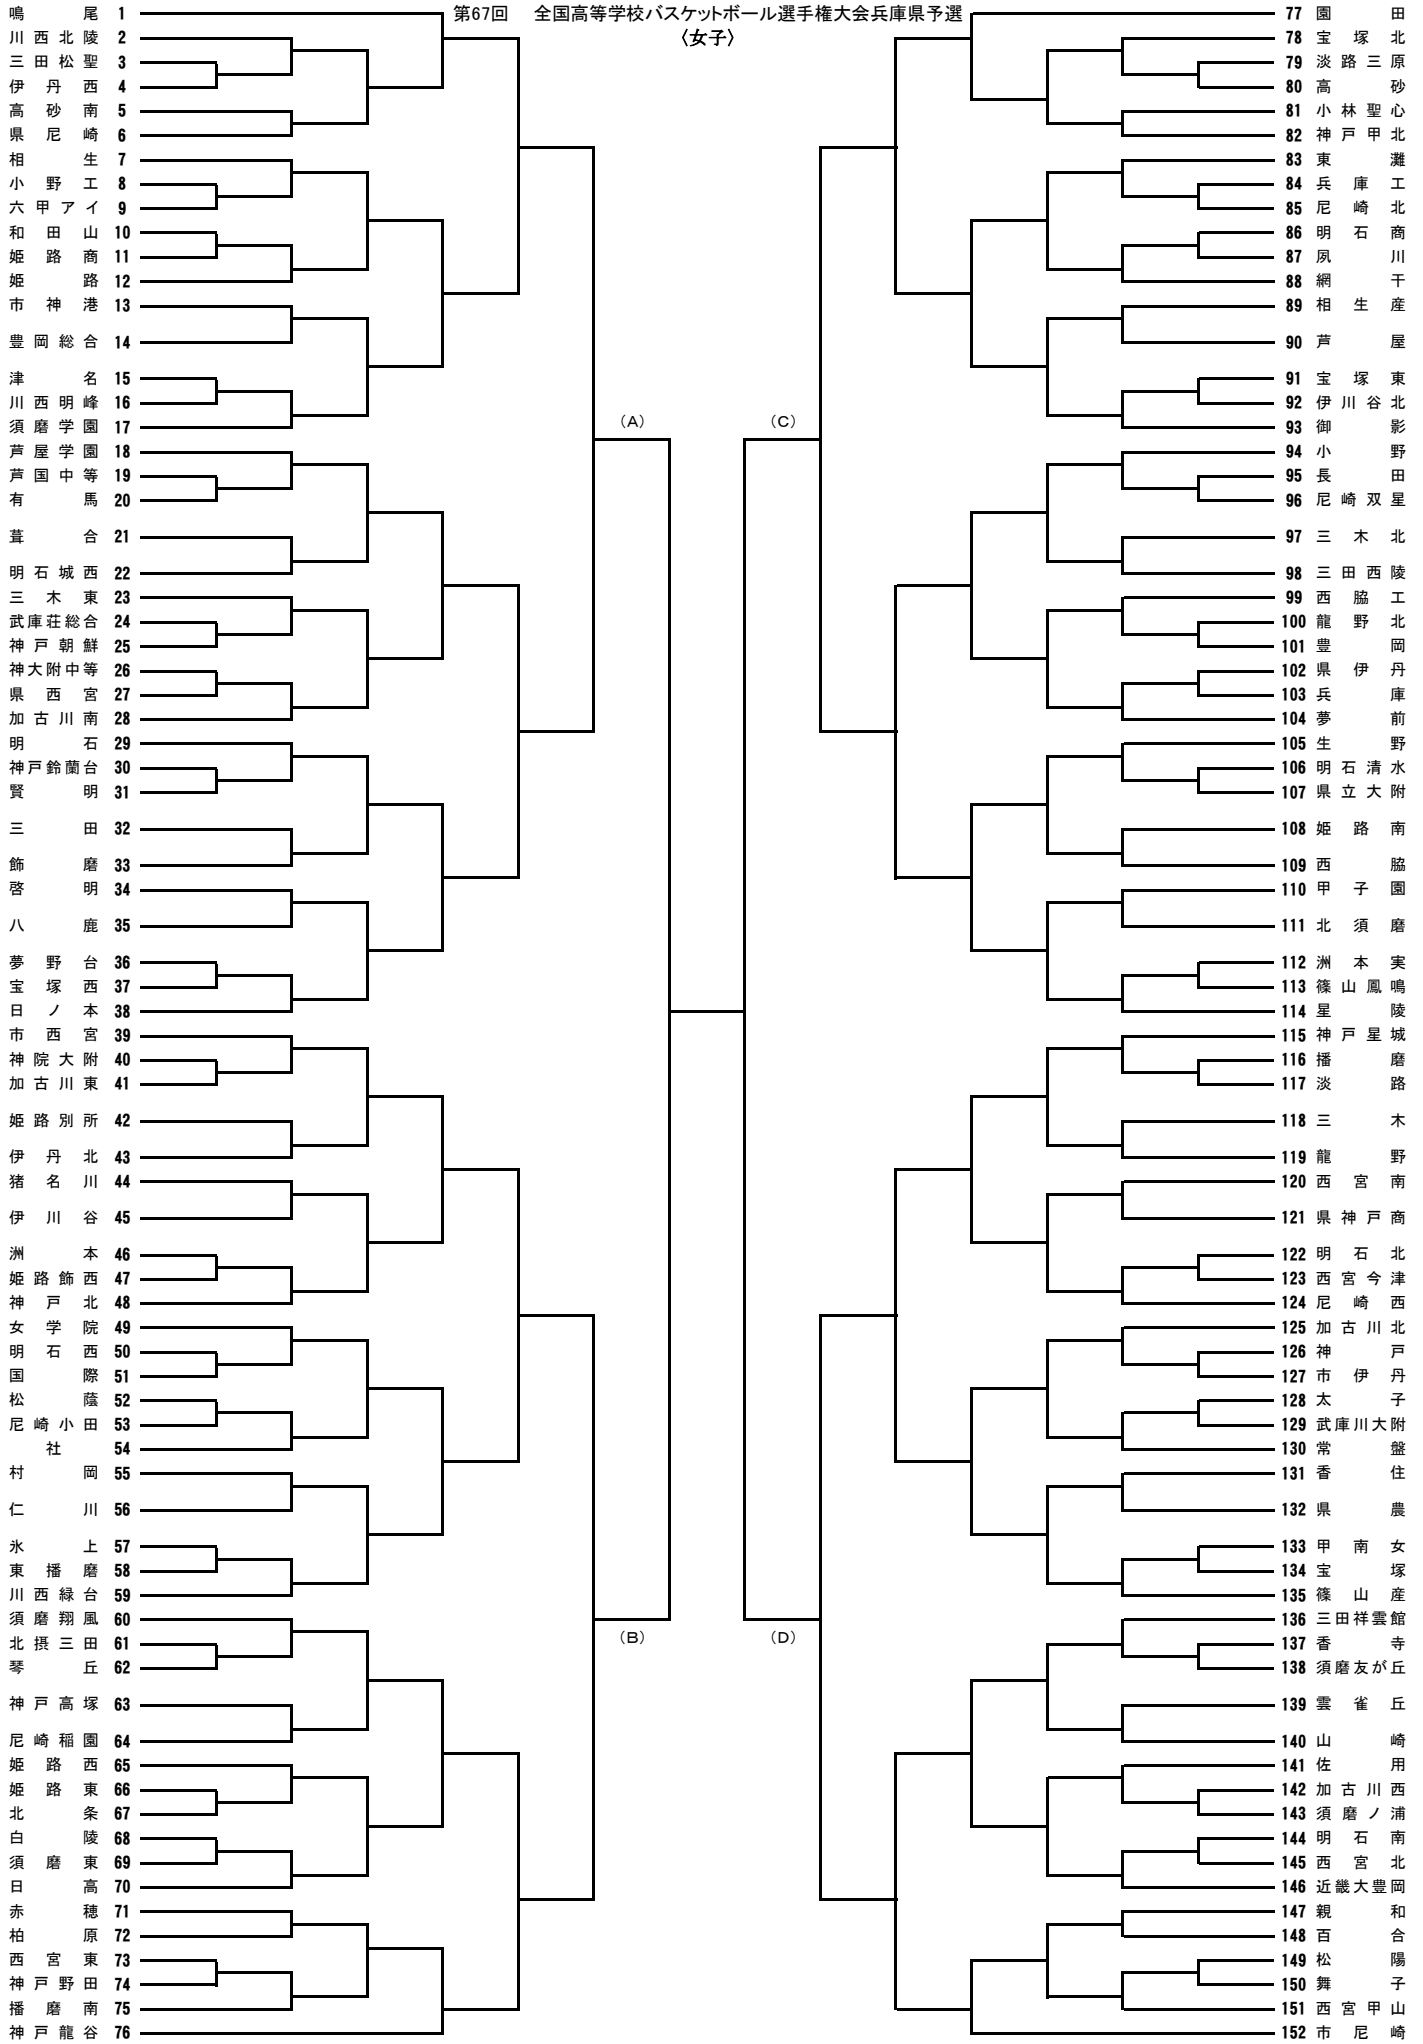 第67回 全国高等学校バスケットボール選手権大会兵庫県予選
〈女子〉
鳴尾 1
川西北陵 2
三田松聖 3
伊丹西 4
高砂南 5
県尼崎 6
相生 7
小野工 8
六甲アイ 9
和田山 10
姫路商 11
姫路 12
市神港 13
豊岡総合 14
津名 15
川西明峰 16
須磨学園 17
芦屋学園 18
芦国中等 19
有馬 20
葺合 21
明石城西 22
三木東 23
武庫荘総合 24
神戸朝鮮 25
神大附中等 26
県西宮 27
加古川南 28
明石 29
神戸鈴蘭台 30
賢明 31
三田 32
飾磨 33
啓明 34
八鹿 35
夢野台 36
宝塚西 37
日ノ本 38
市西宮 39
神院大附 40
加古川東 41
姫路別所 42
伊丹北 43
猪名川 44
伊川谷 45
洲本 46
姫路飾西 47
神戸北 48
女学院 49
明石西 50
国際 51
松蔭 52
尼崎小田 53
社 54
村岡 55
仁川 56
氷上 57
東播磨 58
川西緑台 59
須磨翔風 60
北摂三田 61
琴丘 62
神戸高塚 63
尼崎稲園 64
姫路西 65
姫路東 66
北条 67
白陵 68
須磨東 69
日高 70
赤穂 71
柏原 72
西宮東 73
神戸野田 74
播磨南 75
神戸龍谷 76
(A)
(B)
(C)
(D)
77 園田
78 宝塚北
79 淡路三原
80 高砂
81 小林聖心
82 神戸甲北
83 東灘
84 兵庫工
85 尼崎北
86 明石商
87 夙川
88 網干
89 相生産
90 芦屋
91 宝塚東
92 伊川谷北
93 御影
94 小野
95 長田
96 尼崎双星
97 三木北
98 三田西陵
99 西脇工
100 龍野北
101 豊岡
102 県伊丹
103 兵庫
104 夢前
105 生野
106 明石清水
107 県立大附
108 姫路南
109 西脇
110 甲子園
111 北須磨
112 洲本実
113 篠山鳳鳴
114 星陵
115 神戸星城
116 播磨
117 淡路
118 三木
119 龍野
120 西宮南
121 県神戸商
122 明石北
123 西宮今津
124 尼崎西
125 加古川北
126 神戸
127 市伊丹
128 太子
129 武庫川大附
130 常盤
131 香住
132 県農
133 甲南女
134 宝塚
135 篠山産
136 三田祥雲館
137 香寺
138 須磨友が丘
139 雲雀丘
140 山崎
141 佐用
142 加古川西
143 須磨ノ浦
144 明石南
145 西宮北
146 近畿大豊岡
147 親和
148 百合
149 松陽
150 舞子
151 西宮甲山
152 市尼崎